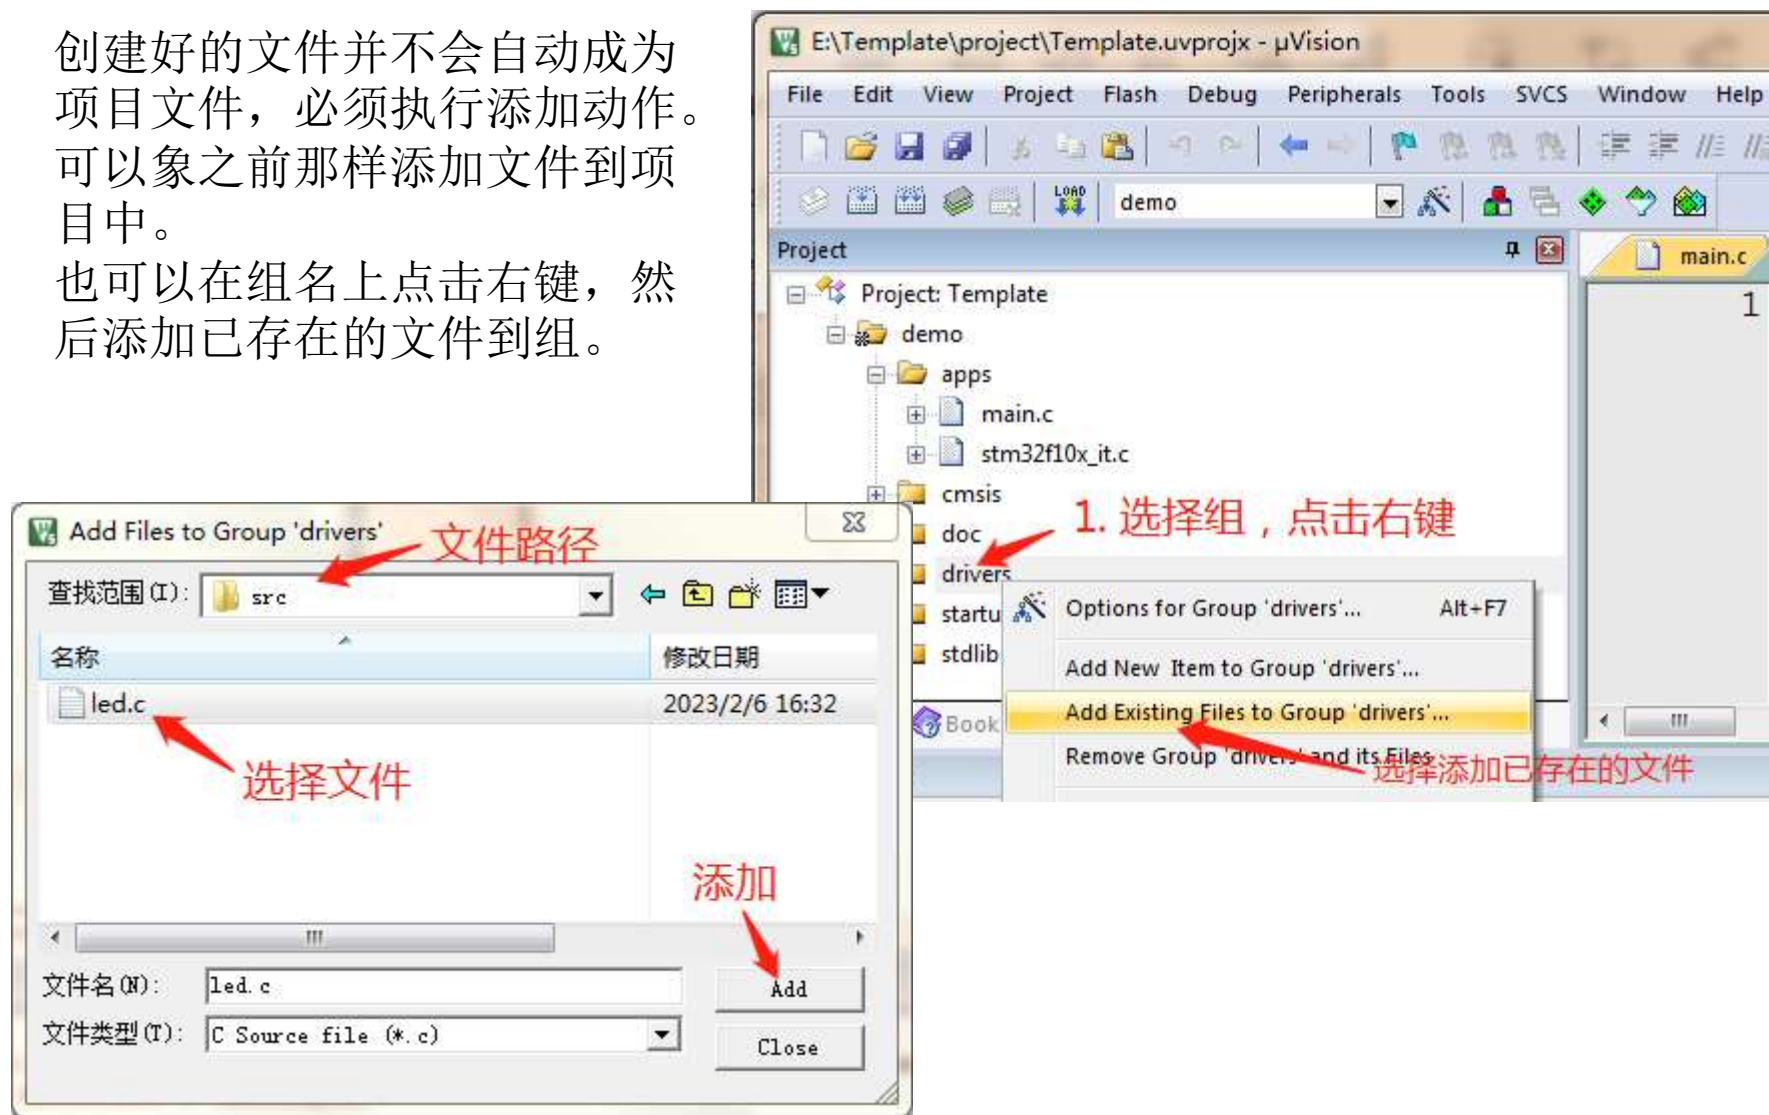 创建好的文件并不会自动成为
项目文件，必须执行添加动作。
可以象之前那样添加文件到项
目中。
也可以在组名上点击右键，然
后添加已存在的文件到组。
E:\Template\project\Template.uvprojx - µVision
File Edit View Project Flash Debug Peripherals Tools SVCS Window Help
LOAD demo
Project
main.c
1
Project: Template
demo
apps
main.c
stm32f10x_it.c
cmsis
doc
drivers
startu
stdlib
Book
1. 选择组，点击右键
Options for Group 'drivers'... Alt+F7
Add New Item to Group 'drivers'...
Add Existing Files to Group 'drivers'...
Remove Group 'drivers' and its Files
选择添加已存在的文件
Add Files to Group 'drivers'
文件路径
查找范围(I): src
名称 修改日期
led.c 2023/2/6 16:32
选择文件
添加
文件名(N): led.c Add
文件类型(T): C Source file (*.c) Close